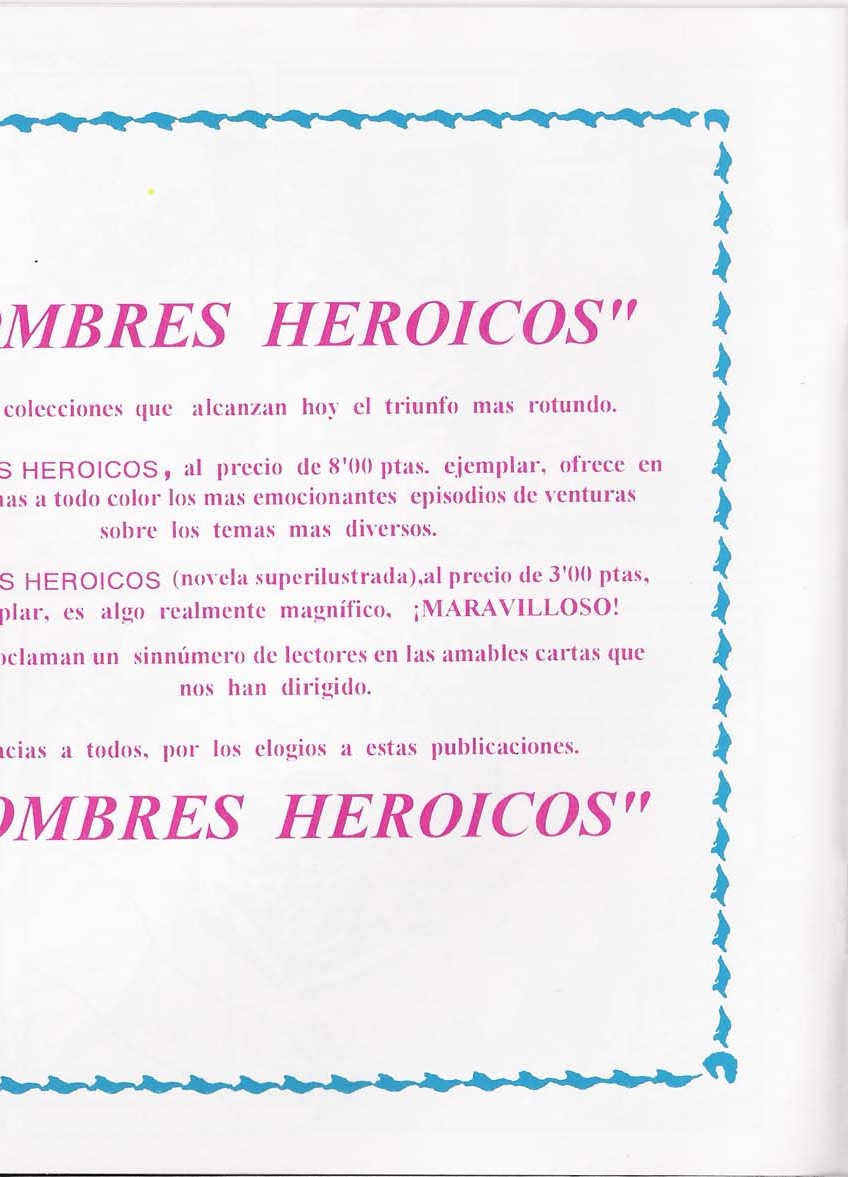 OMBRES HEROICOS"
colecciones que alcanzan hoy el triunfo mas rotundo.
S HEROICOS, al precio de 8'00 ptas. ejemplar, ofrece en
nas a todo color los mas emocionantes episodios de venturas
sobre los temas mas diversos.
S HEROICOS (novela superilustrada),al precio de 3'00 ptas,
plar, es algo realmente magnífico, ¡MARAVILLOSO!
oclaman un sinnúmero de lectores en las amables cartas que
nos han dirigido.
acias a todos, por los elogios a estas publicaciones.
OMBRES HEROICOS"